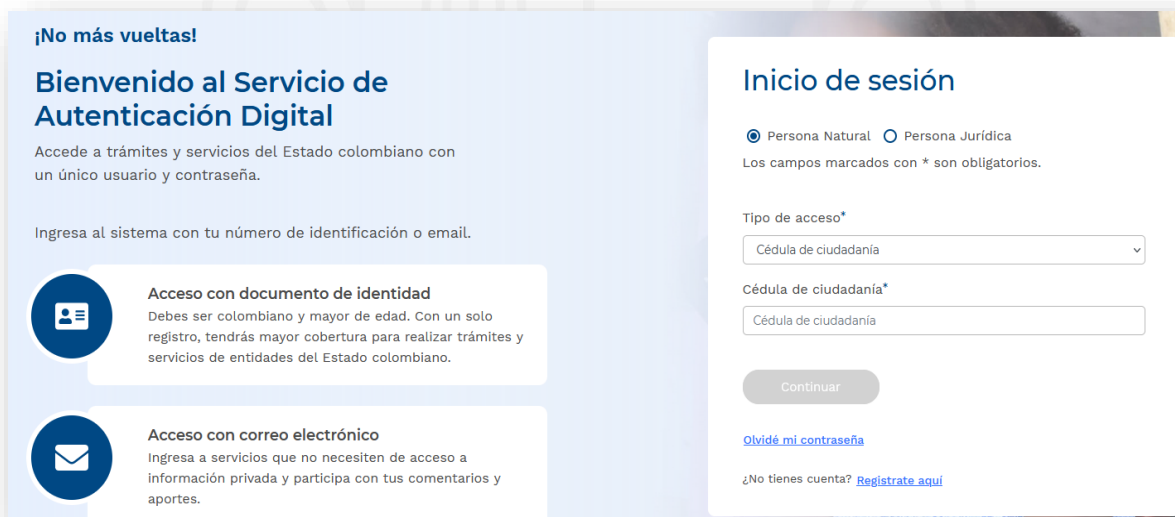 ¡No más vueltas!
Bienvenido al Servicio de
Autenticación Digital
Accede a trámites y servicios del Estado colombiano con
un único usuario y contraseña.
Ingresa al sistema con tu número de identificación o email.
Acceso con documento de identidad
Debes ser colombiano y mayor de edad. Con un solo
registro, tendrás mayor cobertura para realizar trámites y
servicios de entidades del Estado colombiano.
Acceso con correo electrónico
Ingresa a servicios que no necesiten de acceso a
información privada y participa con tus comentarios y
aportes.
Inicio de sesión
Persona Natural Persona Jurídica
Los campos marcados con * son obligatorios.
Tipo de acceso*
Cédula de ciudadanía
Cédula de ciudadanía*
Cédula de ciudadanía
Continuar
Olvidé mi contraseña
¿No tienes cuenta? Registrate aquí